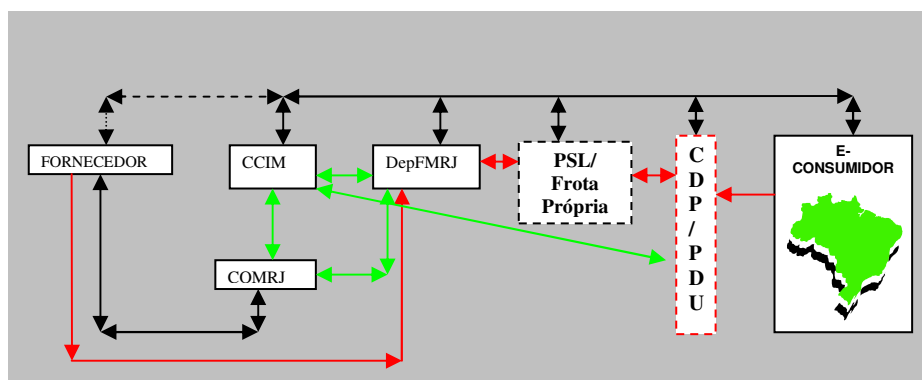 FORNECEDOR
CCIM
DepFMRJ
PSL/
Frota
Própria
C
D
P
/
P
D
U
E-
CONSUMIDOR
COMRJ